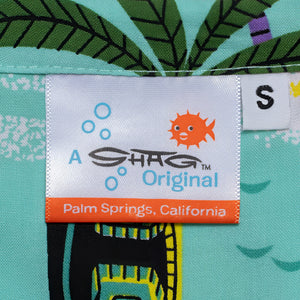 S
A SHAG™
Original
Palm Springs, California